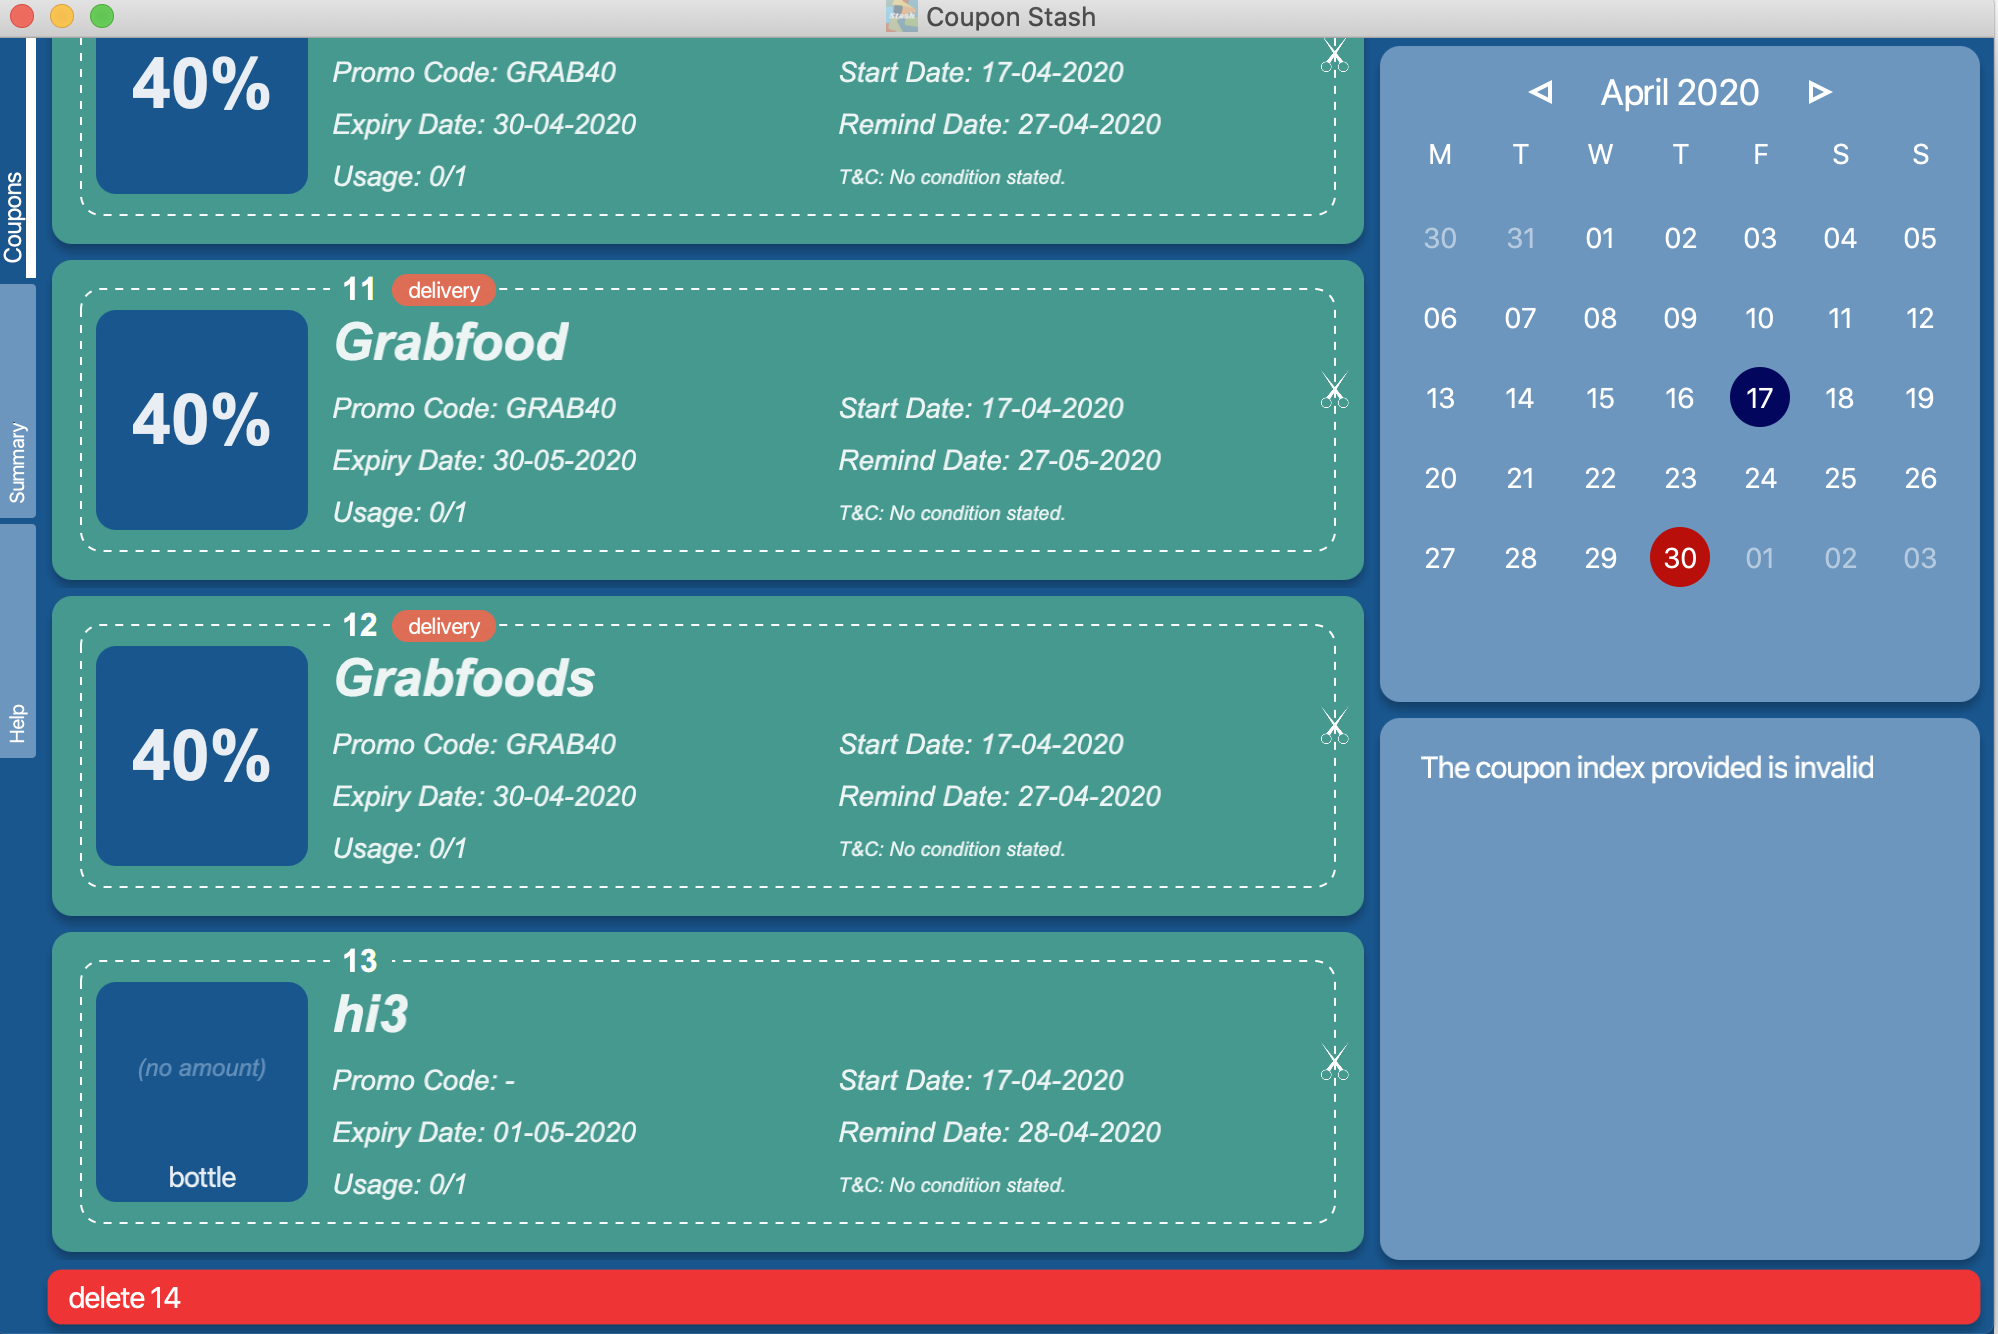 Coupon Stash
Coupons
Summary
Help
40%
Promo Code: GRAB40
Start Date: 17-04-2020
Expiry Date: 30-04-2020
Remind Date: 27-04-2020
Usage: 0/1
T&C: No condition stated.
11 delivery
Grabfood
40%
Promo Code: GRAB40
Start Date: 17-04-2020
Expiry Date: 30-05-2020
Remind Date: 27-05-2020
Usage: 0/1
T&C: No condition stated.
12 delivery
Grabfoods
40%
Promo Code: GRAB40
Start Date: 17-04-2020
Expiry Date: 30-04-2020
Remind Date: 27-04-2020
Usage: 0/1
T&C: No condition stated.
13
hi3
(no amount)
bottle
Promo Code: -
Start Date: 17-04-2020
Expiry Date: 01-05-2020
Remind Date: 28-04-2020
Usage: 0/1
T&C: No condition stated.
April 2020
M T W T F S S
30 31 01 02 03 04 05
06 07 08 09 10 11 12
13 14 15 16 17 18 19
20 21 22 23 24 25 26
27 28 29 30 01 02 03
The coupon index provided is invalid
delete 14